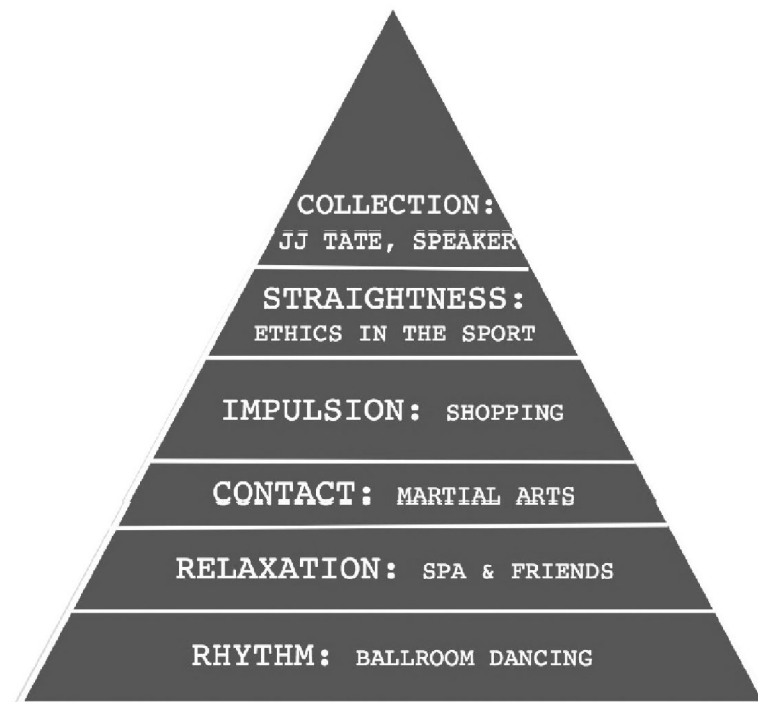 COLLECTION:
JJ TATE, SPEAKER
STRAIGHTNESS:
ETHICS IN THE SPORT
IMPULSION: SHOPPING
CONTACT: MARTIAL ARTS
RELAXATION: SPA & FRIENDS
RHYTHM: BALLROOM DANCING